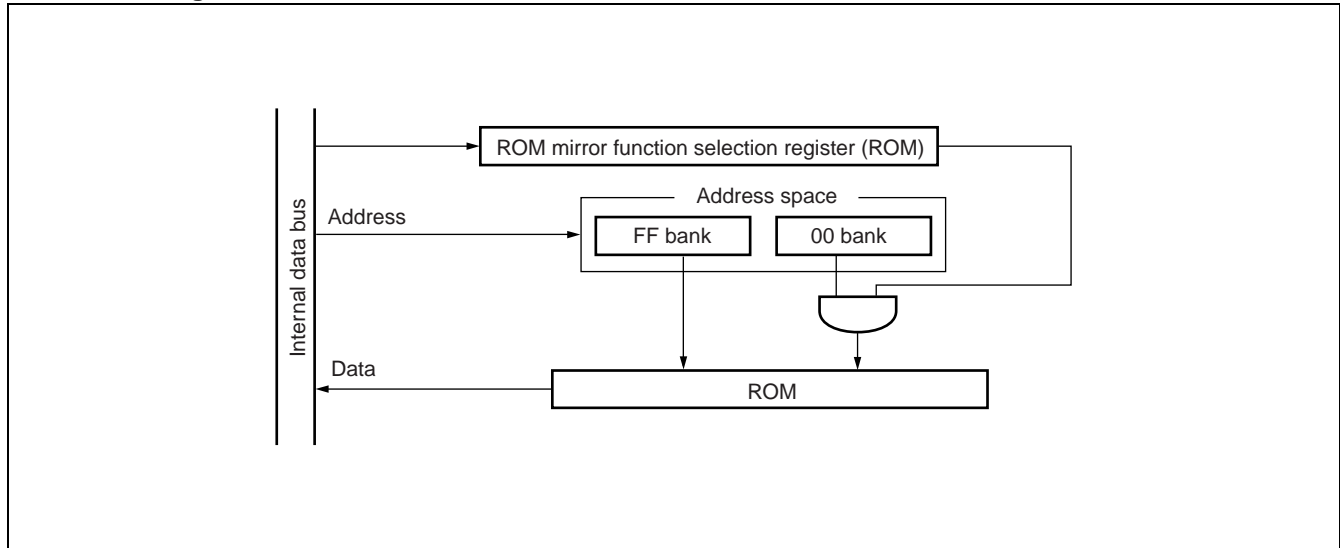 ROM mirror function selection register (ROM)
Address space
Address
FF bank
00 bank
Internal data bus
Data
ROM